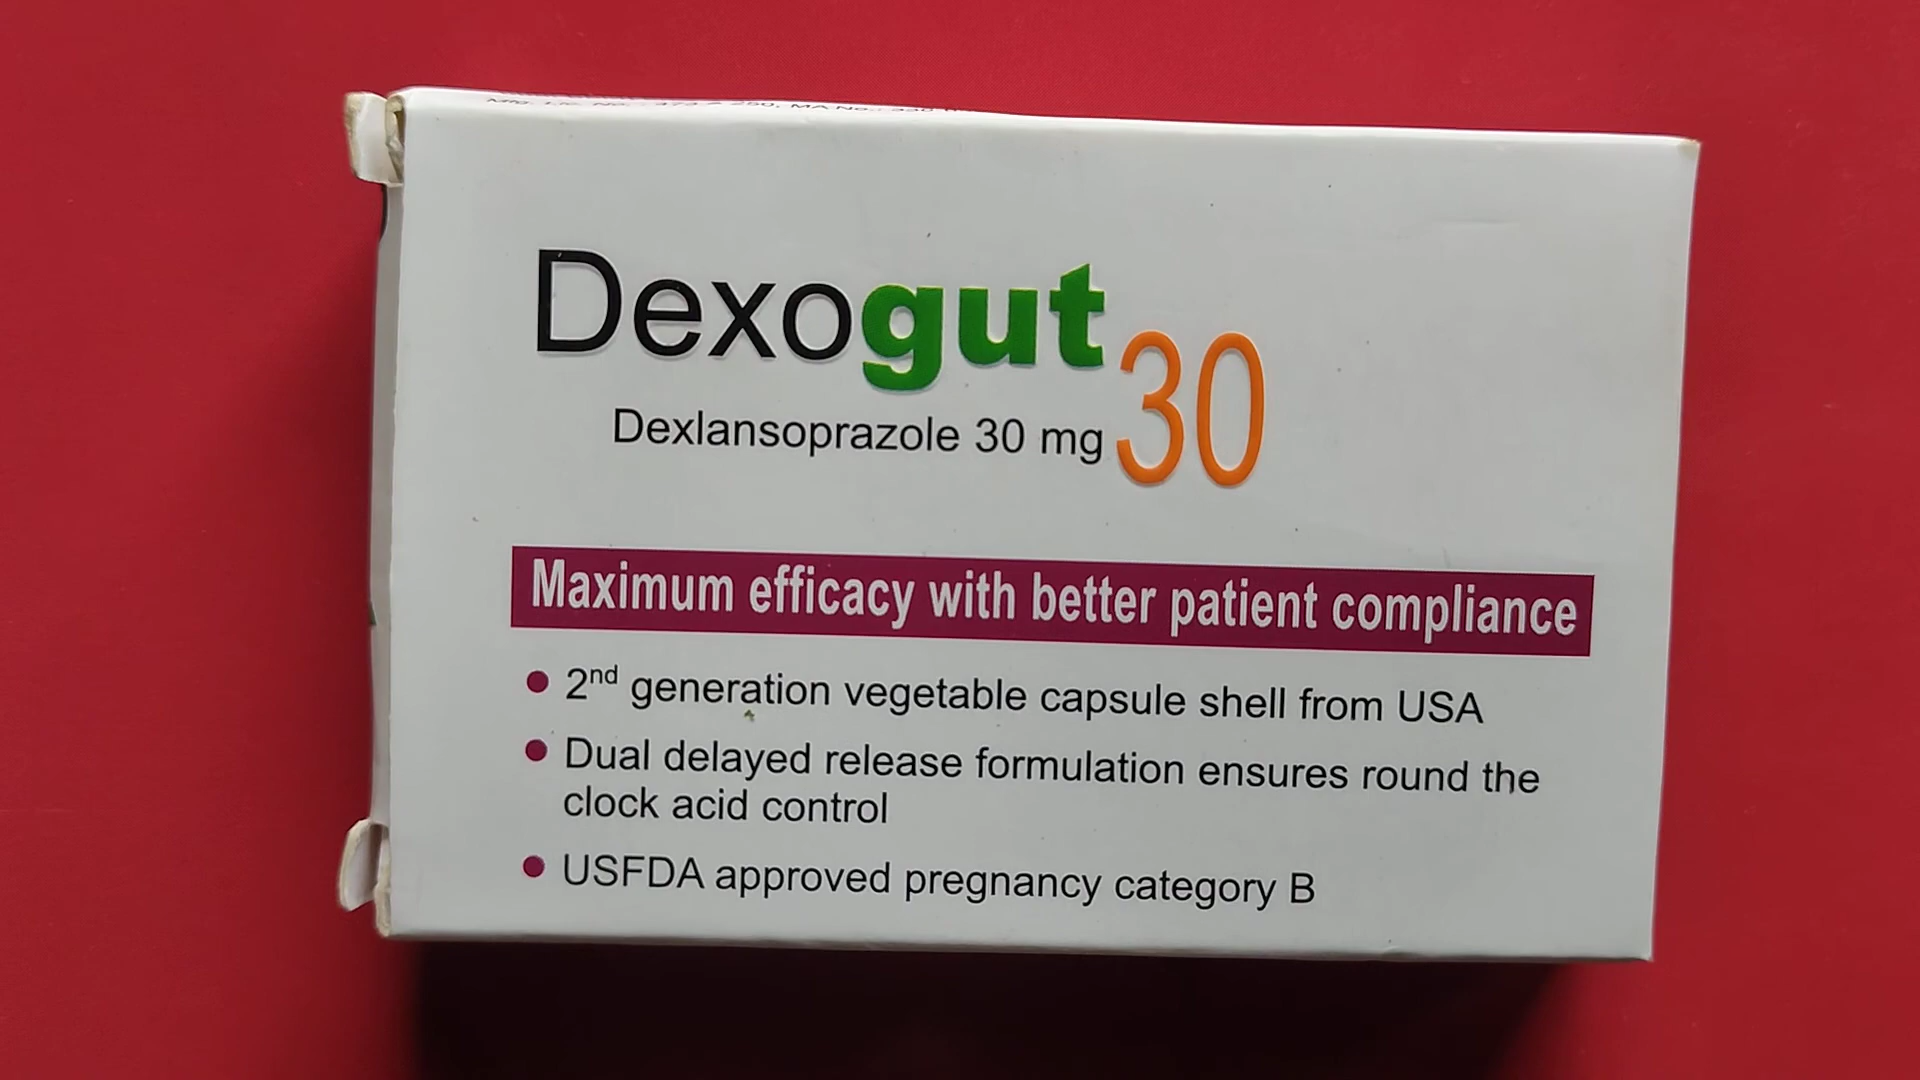 Dexogut 30
Dexlansoprazole 30 mg
Maximum efficacy with better patient compliance
● 2nd generation vegetable capsule shell from USA
● Dual delayed release formulation ensures round the
clock acid control
● USFDA approved pregnancy category B